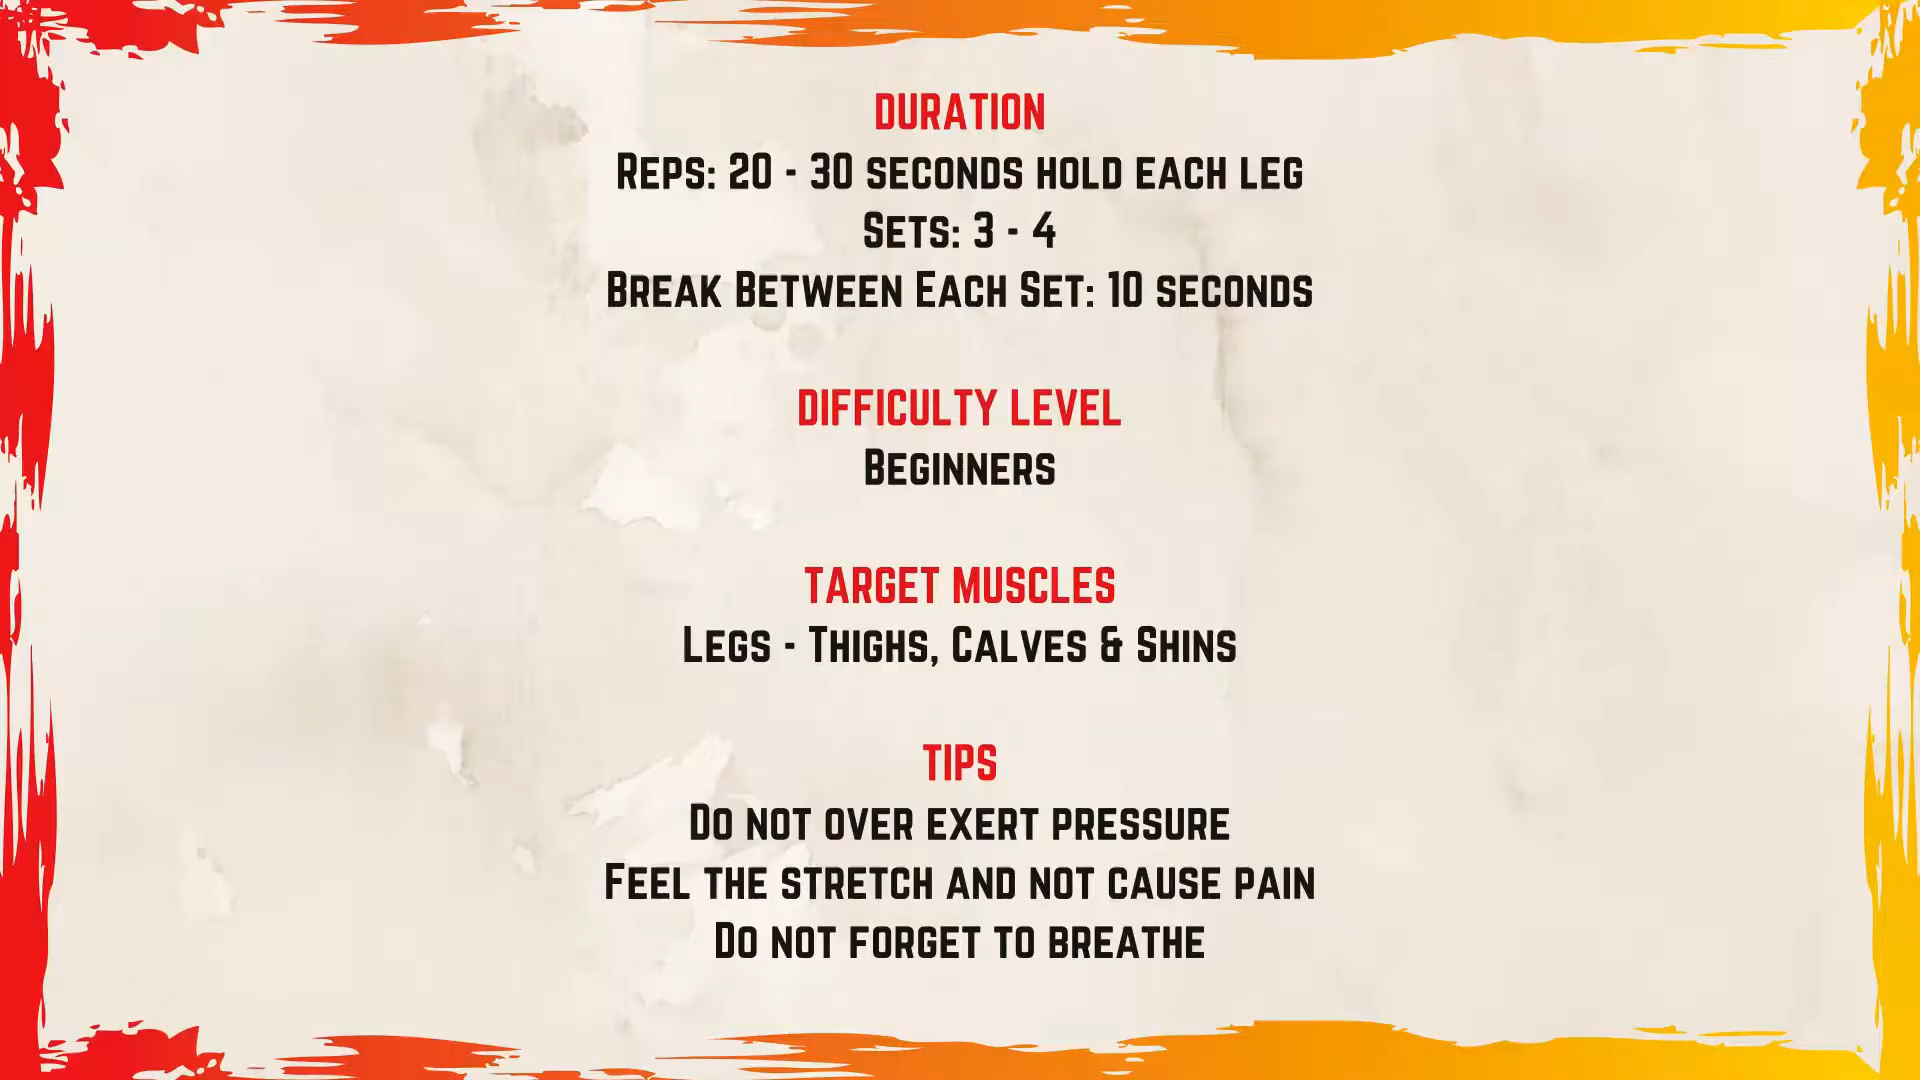 DURATION
Reps: 20 - 30 seconds hold each leg
Sets: 3 - 4
Break Between Each Set: 10 seconds
DIFFICULTY LEVEL
Beginners
TARGET MUSCLES
Legs - Thighs, Calves & Shins
TIPS
Do not over exert pressure
Feel the stretch and not cause pain
Do not forget to breathe